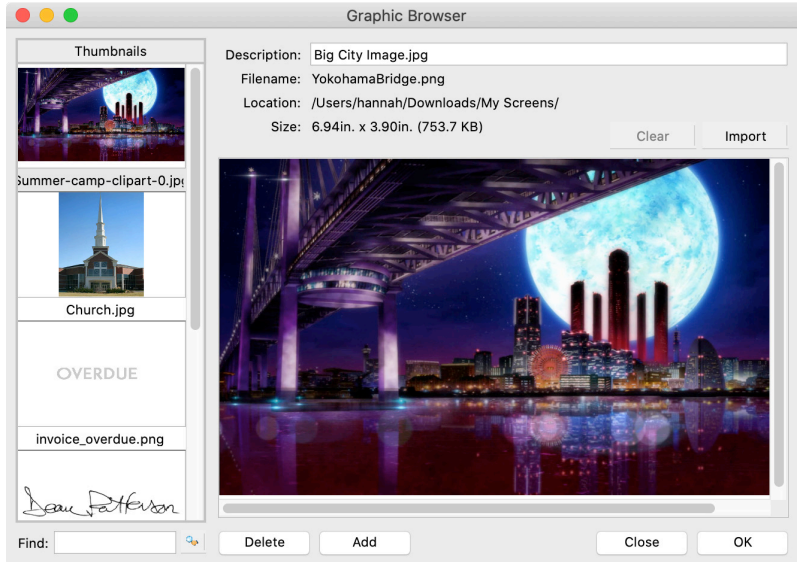 Graphic Browser
Thumbnails
Summer-camp-clipart-0.jpg
Church.jpg
OVERDUE
invoice_overdue.png
Dean Patterson
Find:
Description: Big City Image.jpg
Filename: YokohamaBridge.png
Location: /Users/hannah/Downloads/My Screens/
Size: 6.94in. x 3.90in. (753.7 KB)
Clear
Import
Delete
Add
Close
OK